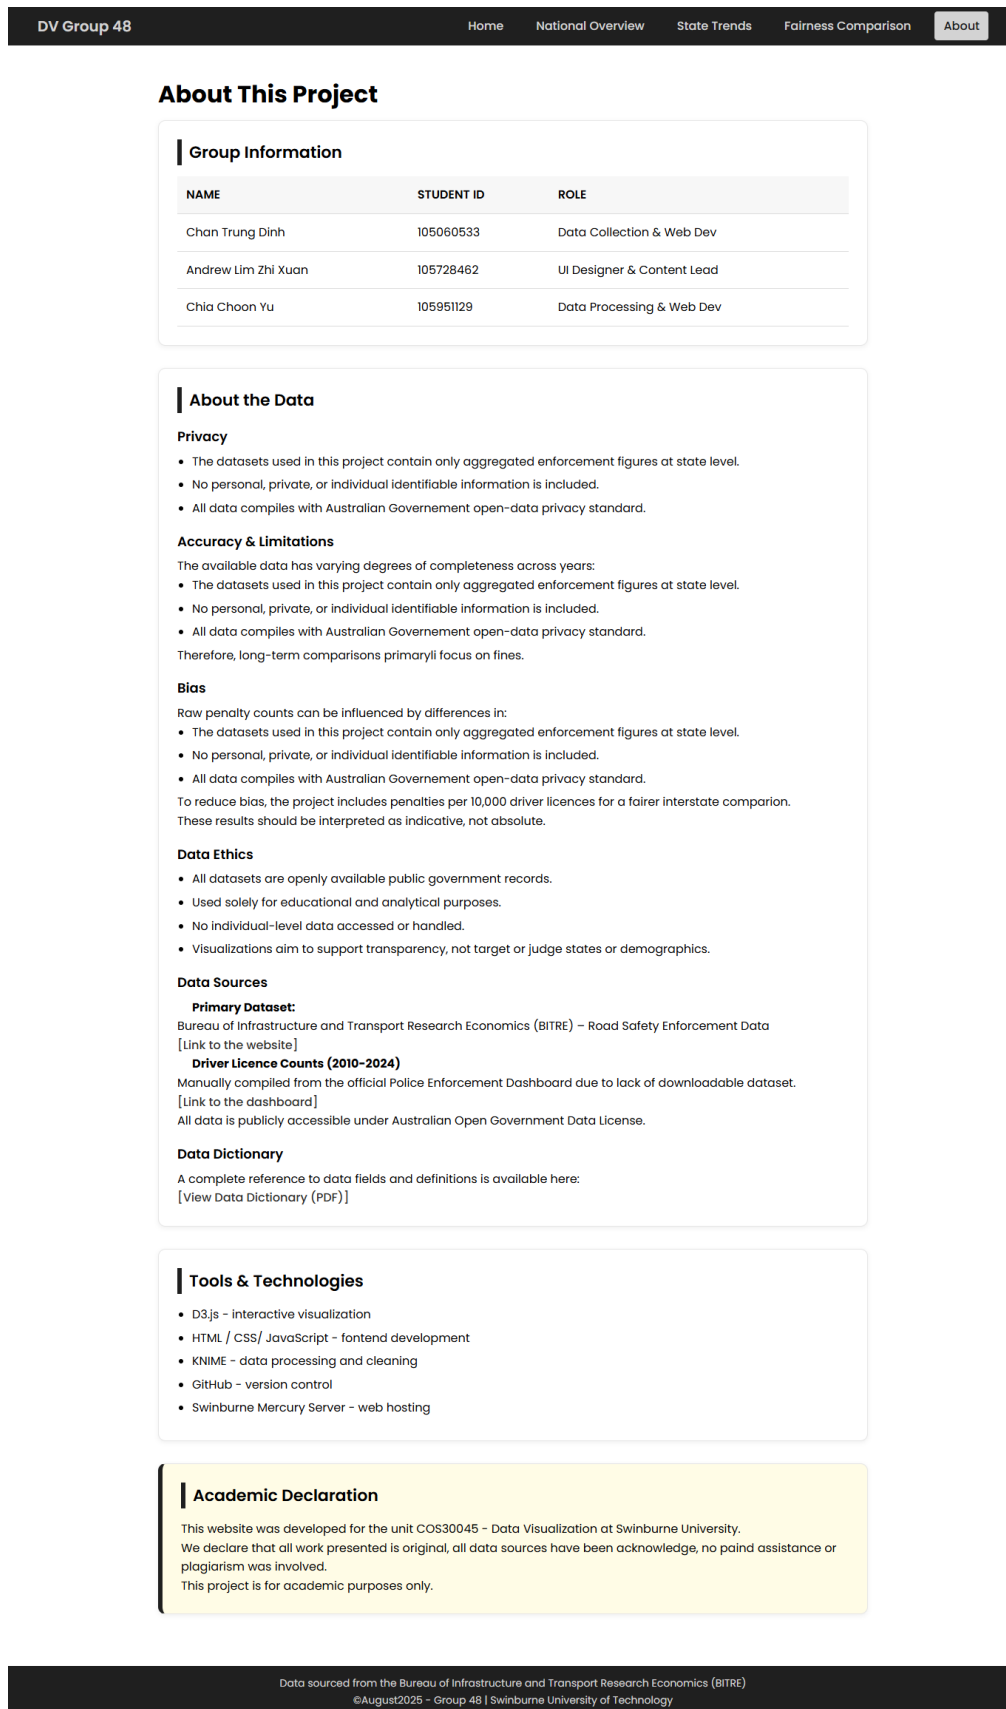 DV Group 48
Home National Overview State Trends Fairness Comparison About
About This Project
Group Information
NAME STUDENT ID ROLE
Chan Trung Dinh 105060533 Data Collection & Web Dev
Andrew Lim Zhi Xuan 105728462 UI Designer & Content Lead
Chia Choon Yu 105951129 Data Processing & Web Dev
About the Data
Privacy
• The datasets used in this project contain only aggregated enforcement figures at state level.
• No personal, private, or individual identifiable information is included.
• All data compiles with Australian Governement open-data privacy standard.
Accuracy & Limitations
The available data has varying degrees of completeness across years:
• The datasets used in this project contain only aggregated enforcement figures at state level.
• No personal, private, or individual identifiable information is included.
• All data compiles with Australian Governement open-data privacy standard.
Therefore, long-term comparisons primaryli focus on fines.
Bias
Raw penalty counts can be influenced by differences in:
• The datasets used in this project contain only aggregated enforcement figures at state level.
• No personal, private, or individual identifiable information is included.
• All data compiles with Australian Governement open-data privacy standard.
To reduce bias, the project includes penalties per 10,000 driver licences for a fairer interstate comparion.
These results should be interpreted as indicative, not absolute.
Data Ethics
• All datasets are openly available public government records.
• Used solely for educational and analytical purposes.
• No individual-level data accessed or handled.
• Visualizations aim to support transparency, not target or judge states or demographics.
Data Sources
Primary Dataset:
Bureau of Infrastructure and Transport Research Economics (BITRE) – Road Safety Enforcement Data
[Link to the website]
Driver Licence Counts (2010-2024)
Manually compiled from the official Police Enforcement Dashboard due to lack of downloadable dataset.
[Link to the dashboard]
All data is publicly accessible under Australian Open Government Data License.
Data Dictionary
A complete reference to data fields and definitions is available here:
[View Data Dictionary (PDF)]
Tools & Technologies
• D3.js - interactive visualization
• HTML / CSS/ JavaScript - fontend development
• KNIME - data processing and cleaning
• GitHub - version control
• Swinburne Mercury Server - web hosting
Academic Declaration
This website was developed for the unit COS30045 - Data Visualization at Swinburne University.
We declare that all work presented is original, all data sources have been acknowledge, no paind assistance or
plagiarism was involved.
This project is for academic purposes only.
Data sourced from the Bureau of Infrastructure and Transport Research Economics (BITRE)
©August2025 - Group 48 | Swinburne University of Technology